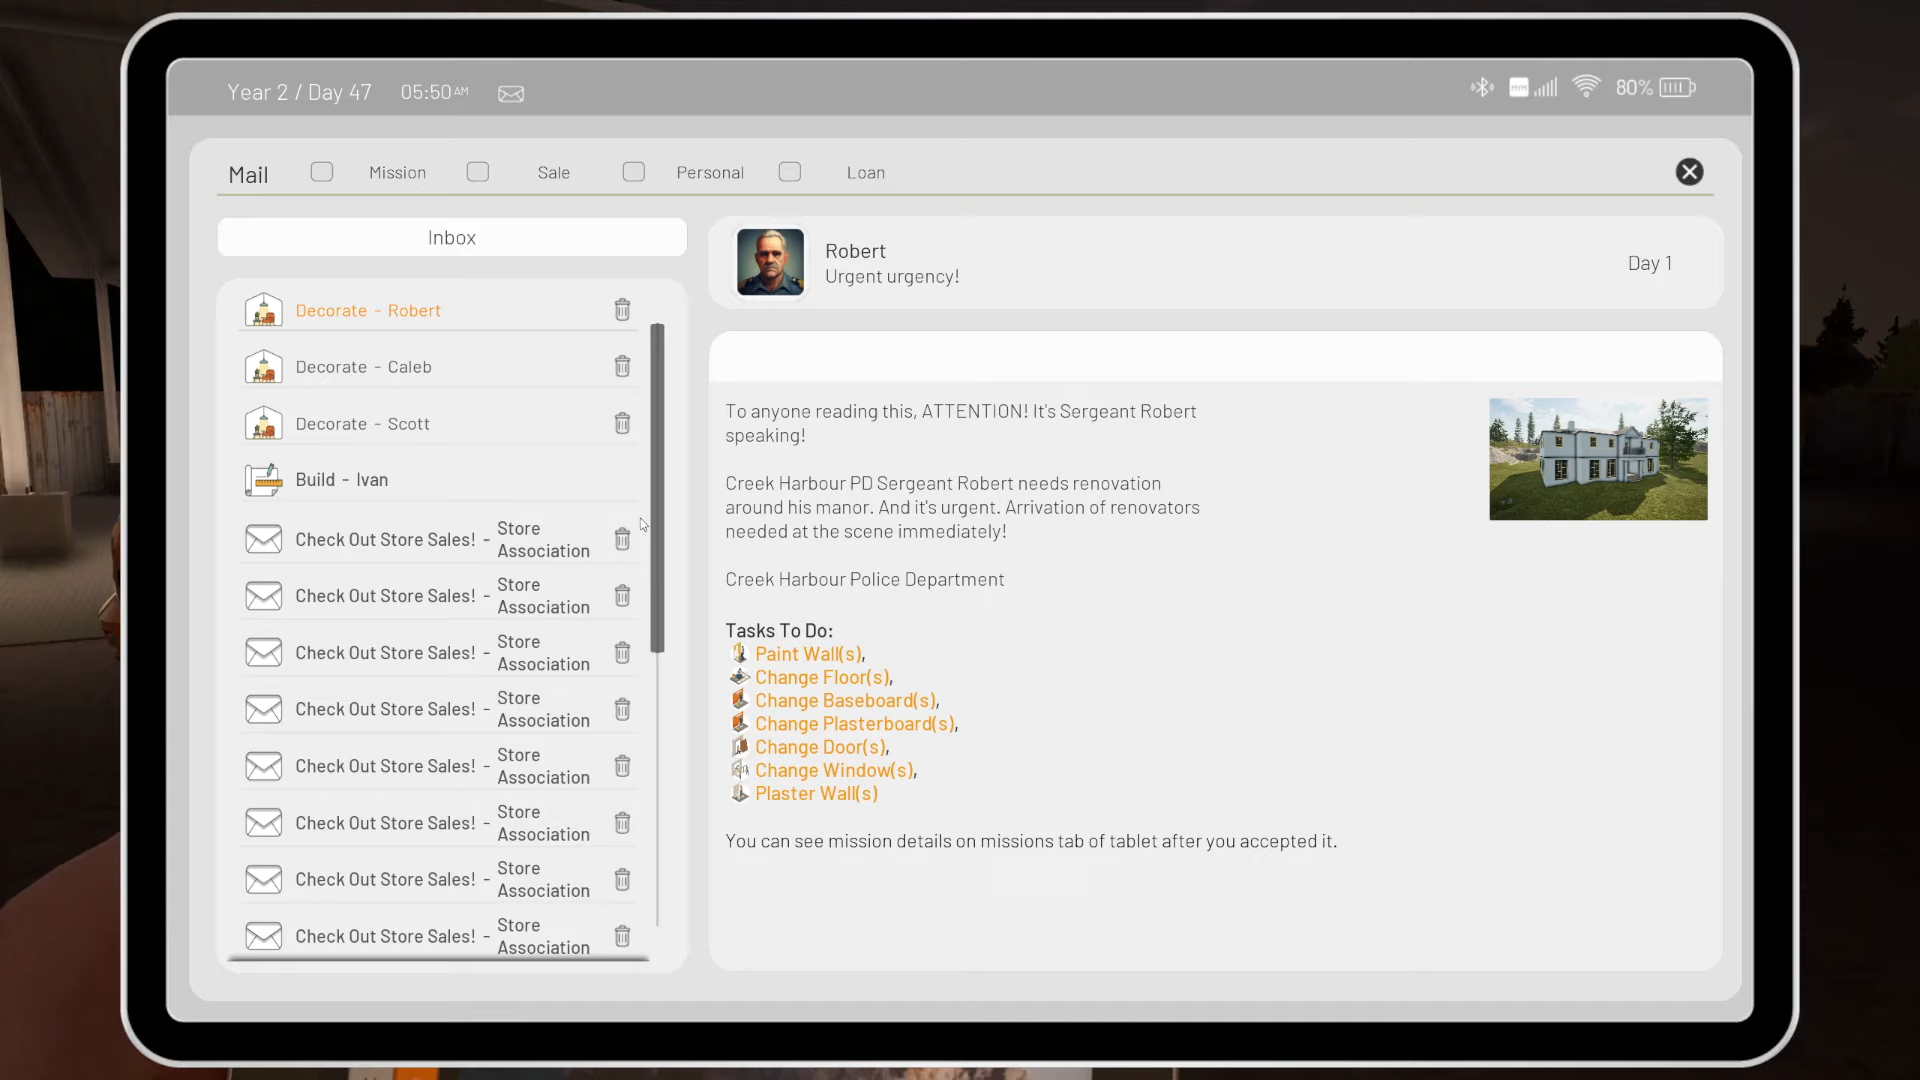 Year 2 / Day 47 05:50 AM
80%
Mail Mission Sale Personal Loan
Inbox
Decorate - Robert
Decorate - Caleb
Decorate - Scott
Build - Ivan
Check Out Store Sales! - Store Association
Check Out Store Sales! - Store Association
Check Out Store Sales! - Store Association
Check Out Store Sales! - Store Association
Check Out Store Sales! - Store Association
Check Out Store Sales! - Store Association
Check Out Store Sales! - Store Association
Check Out Store Sales! - Store Association
Robert
Urgent urgency!
Day 1
To anyone reading this, ATTENTION! It's Sergeant Robert
speaking!
Creek Harbour PD Sergeant Robert needs renovation
around his manor. And it's urgent. Arrivation of renovators
needed at the scene immediately!
Creek Harbour Police Department
Tasks To Do:
Paint Wall(s),
Change Floor(s),
Change Baseboard(s),
Change Plasterboard(s),
Change Door(s),
Change Window(s),
Plaster Wall(s)
You can see mission details on missions tab of tablet after you accepted it.